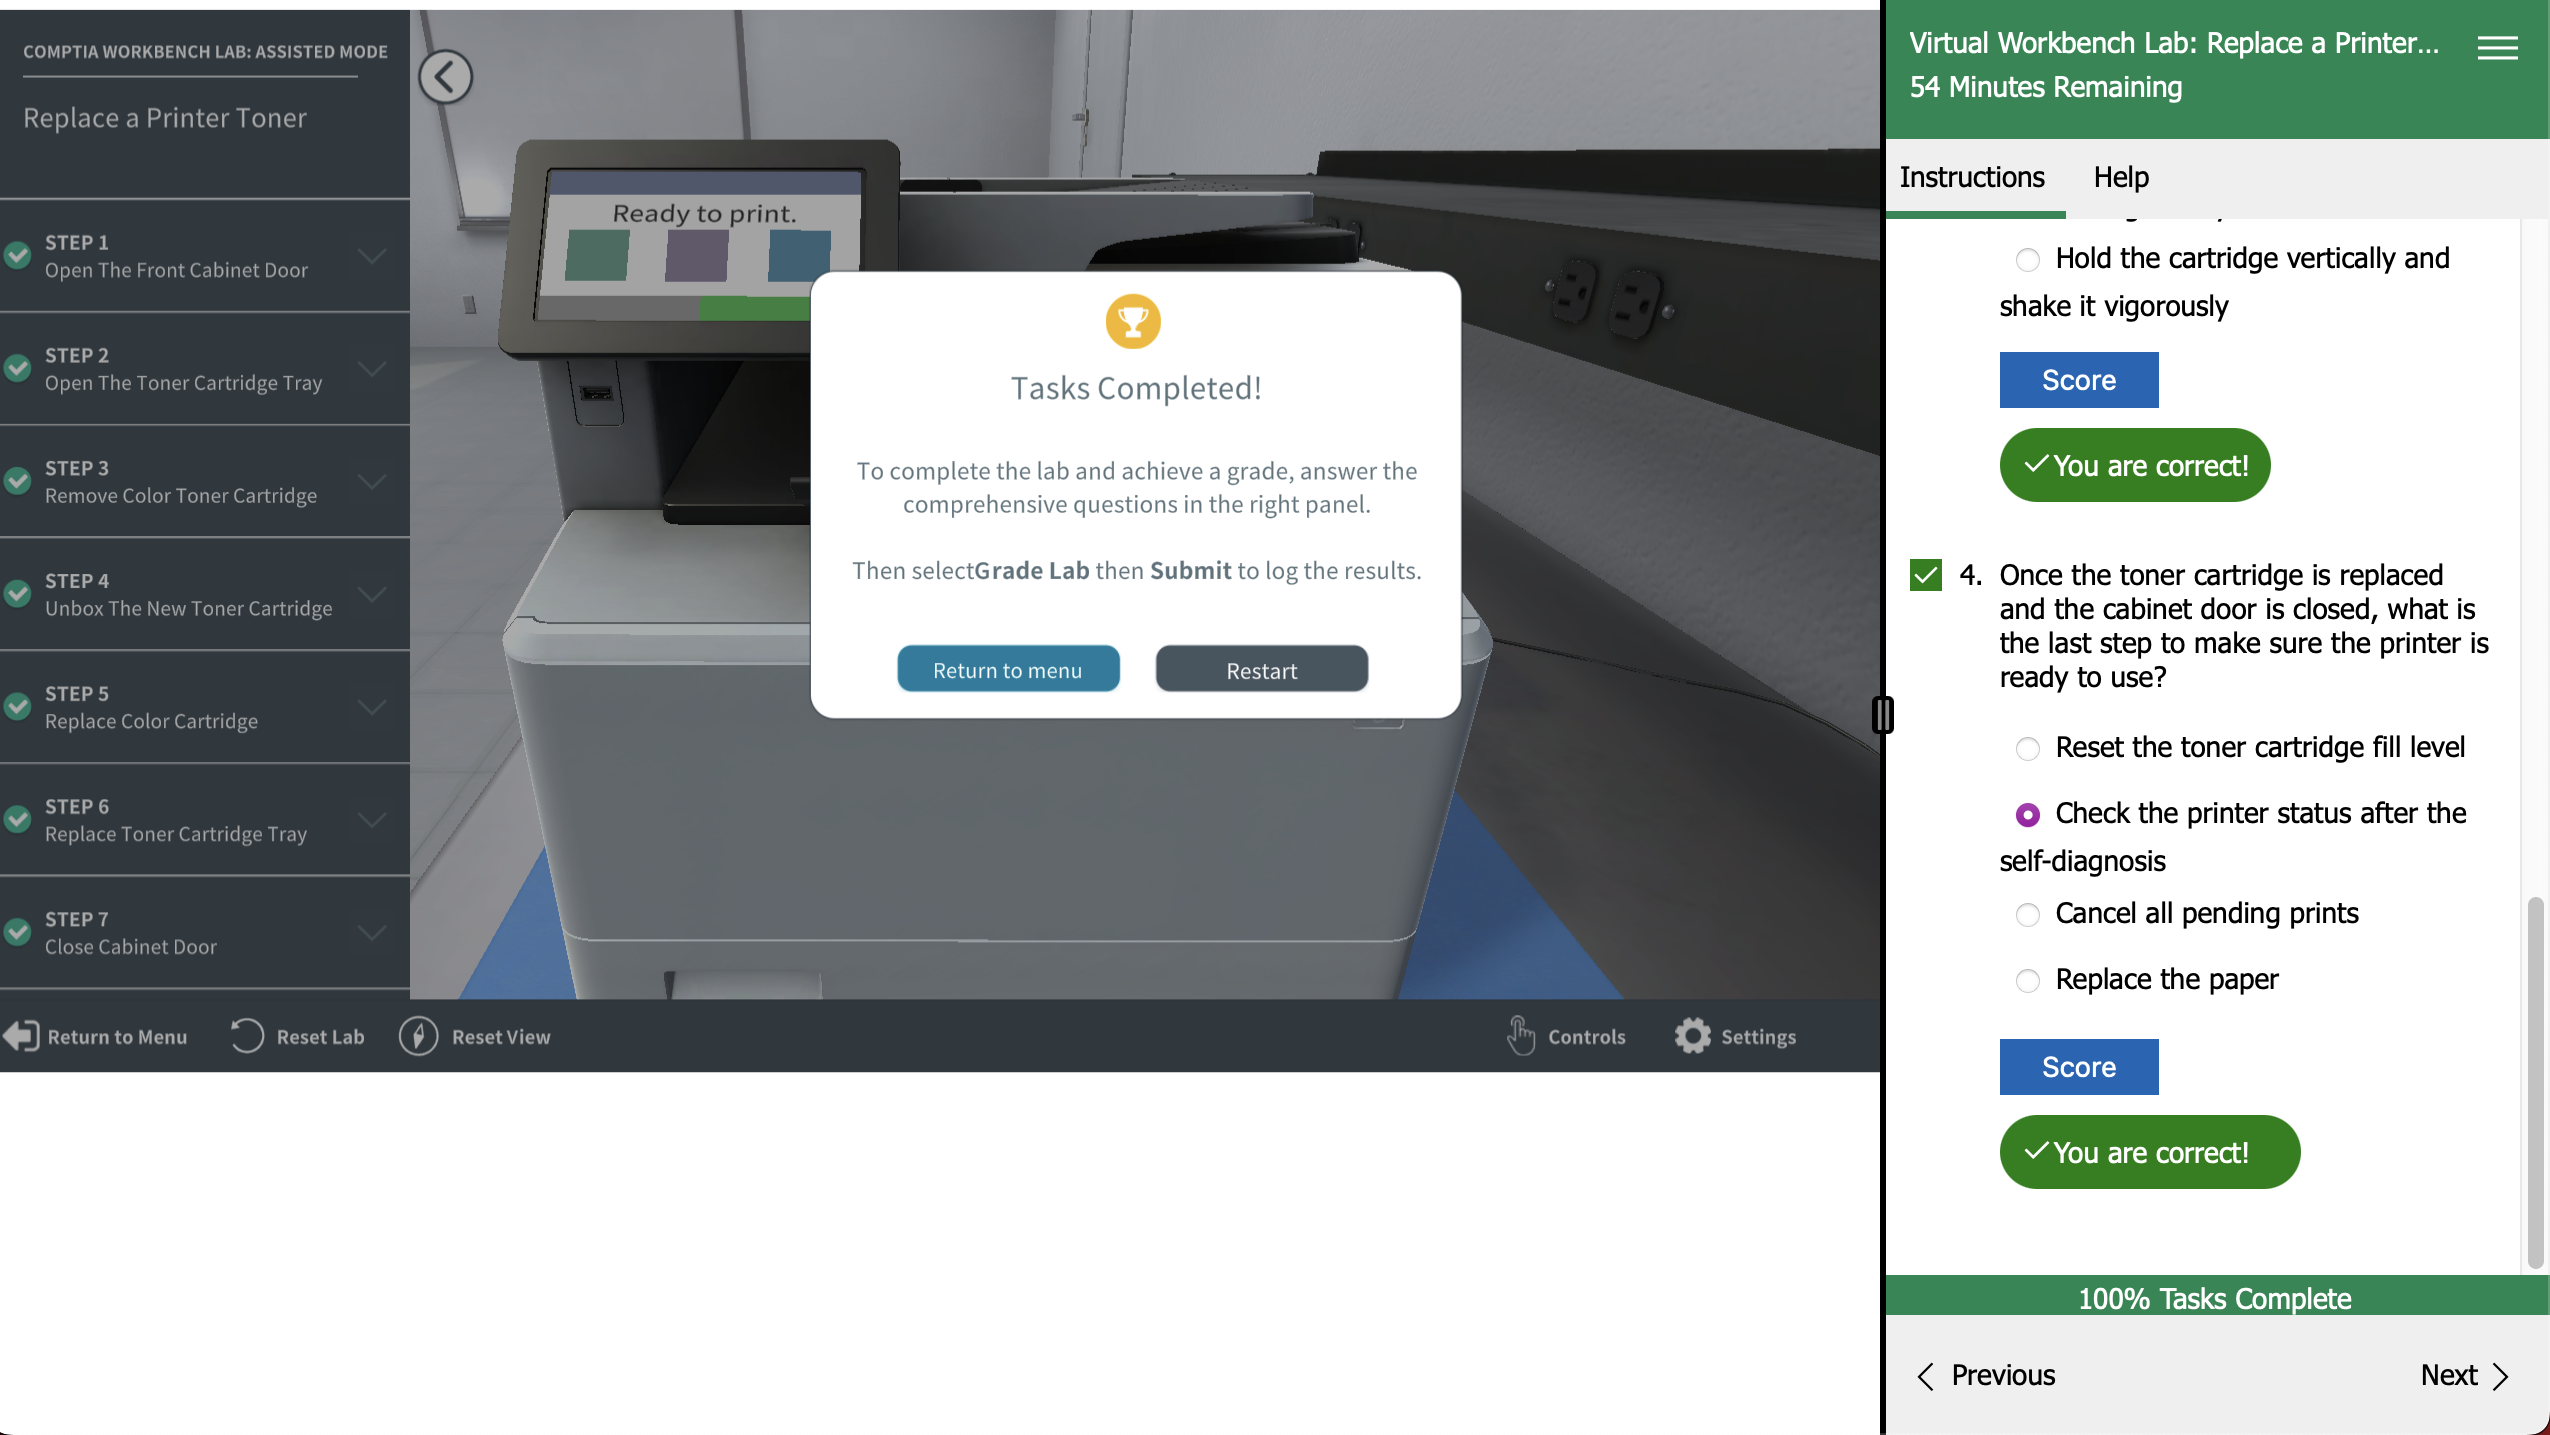 COMPTIA WORKBENCH LAB: ASSISTED MODE
Replace a Printer Toner
STEP 1
Open The Front Cabinet Door
STEP 2
Open The Toner Cartridge Tray
STEP 3
Remove Color Toner Cartridge
STEP 4
Unbox The New Toner Cartridge
STEP 5
Replace Color Cartridge
STEP 6
Replace Toner Cartridge Tray
STEP 7
Close Cabinet Door
Return to Menu
Reset Lab
Reset View
Controls
Settings
Ready to print.
Tasks Completed!
To complete the lab and achieve a grade, answer the
comprehensive questions in the right panel.
Then selectGrade Lab then Submit to log the results.
Return to menu
Restart
Virtual Workbench Lab: Replace a Printer...
54 Minutes Remaining
Instructions
Help
Hold the cartridge vertically and
shake it vigorously
Score
You are correct!
4. Once the toner cartridge is replaced
and the cabinet door is closed, what is
the last step to make sure the printer is
ready to use?
Reset the toner cartridge fill level
Check the printer status after the
self-diagnosis
Cancel all pending prints
Replace the paper
Score
You are correct!
100% Tasks Complete
Previous
Next